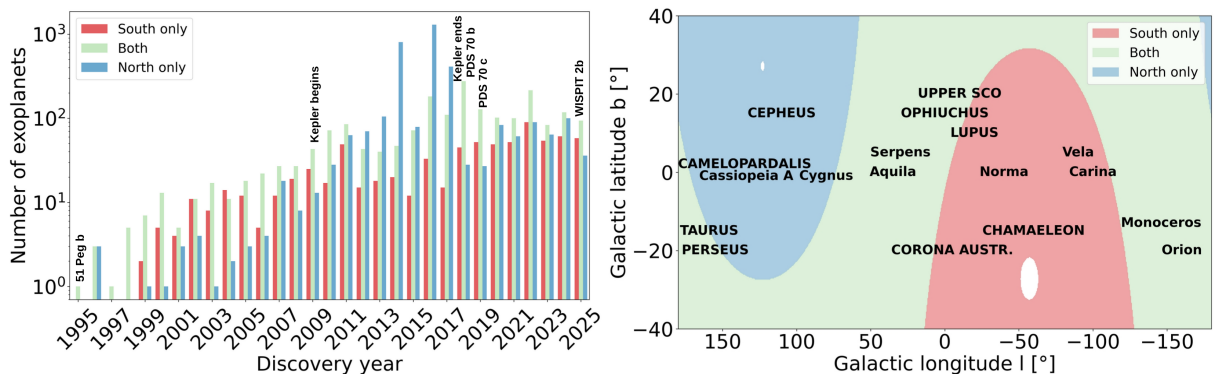 Number of exoplanets
10³
10²
10¹
10⁰
South only
Both
North only
51 Peg b
Kepler begins
Kepler ends
PDS 70 b
PDS 70 c
WISPIT 2b
1995
1997
1999
2001
2003
2005
2007
2009
2011
2013
2015
2017
2019
2021
2023
2025
Discovery year
Galactic latitude b [°]
40
20
0
−20
−40
South only
Both
North only
UPPER SCO
CEPHEUS
OPHIUCHUS
LUPUS
Serpens
Vela
CAMELOPARDALIS
Cassiopeia A Cygnus
Aquila
Norma
Carina
Monoceros
TAURUS
CHAMAELEON
PERSEUS
CORONA AUSTR.
Orion
150
100
50
0
−50
−100
−150
Galactic longitude l [°]